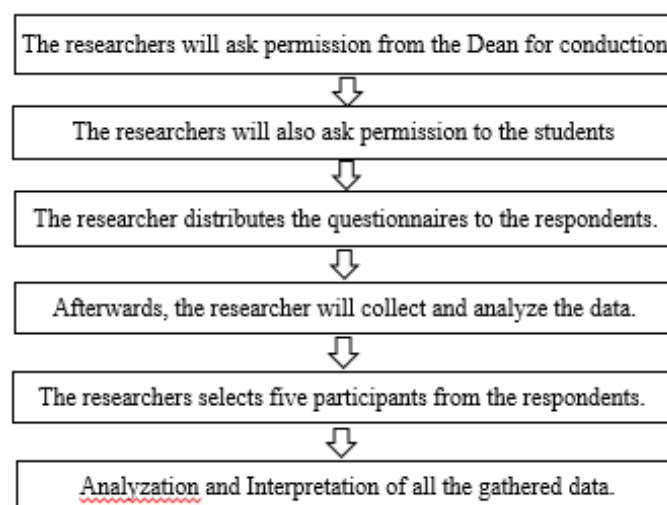 The researchers will ask permission from the Dean for conduction
The researchers will also ask permission to the students
The researcher distributes the questionnaires to the respondents.
Afterwards, the researcher will collect and analyze the data.
The researchers selects five participants from the respondents.
Analyzation and Interpretation of all the gathered data.